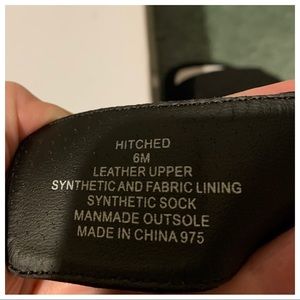 HITCHED
6M
LEATHER UPPER
SYNTHETIC AND FABRIC LINING
SYNTHETIC SOCK
MANMADE OUTSOLE
MADE IN CHINA 975